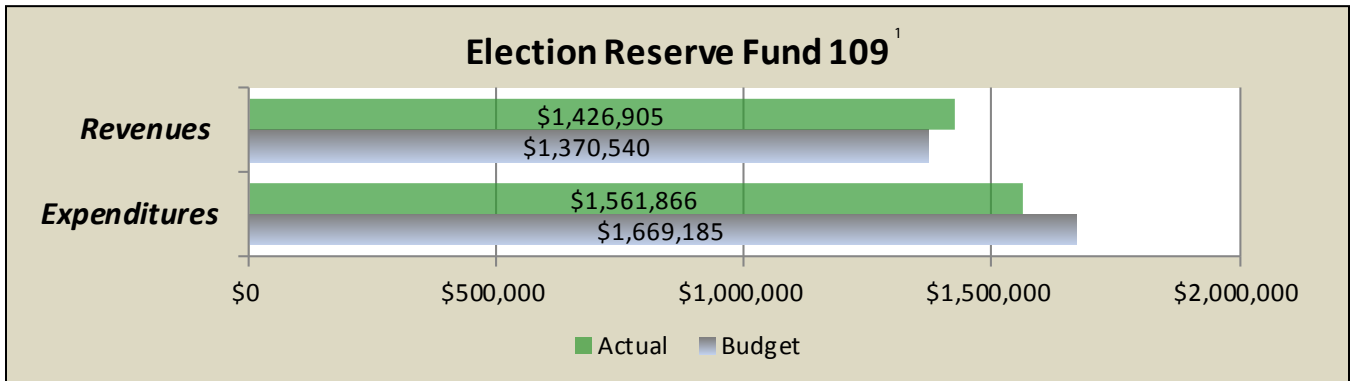 Election Reserve Fund 109 1
Revenues
$1,426,905
$1,370,540
Expenditures
$1,561,866
$1,669,185
$0 $500,000 $1,000,000 $1,500,000 $2,000,000
Actual Budget